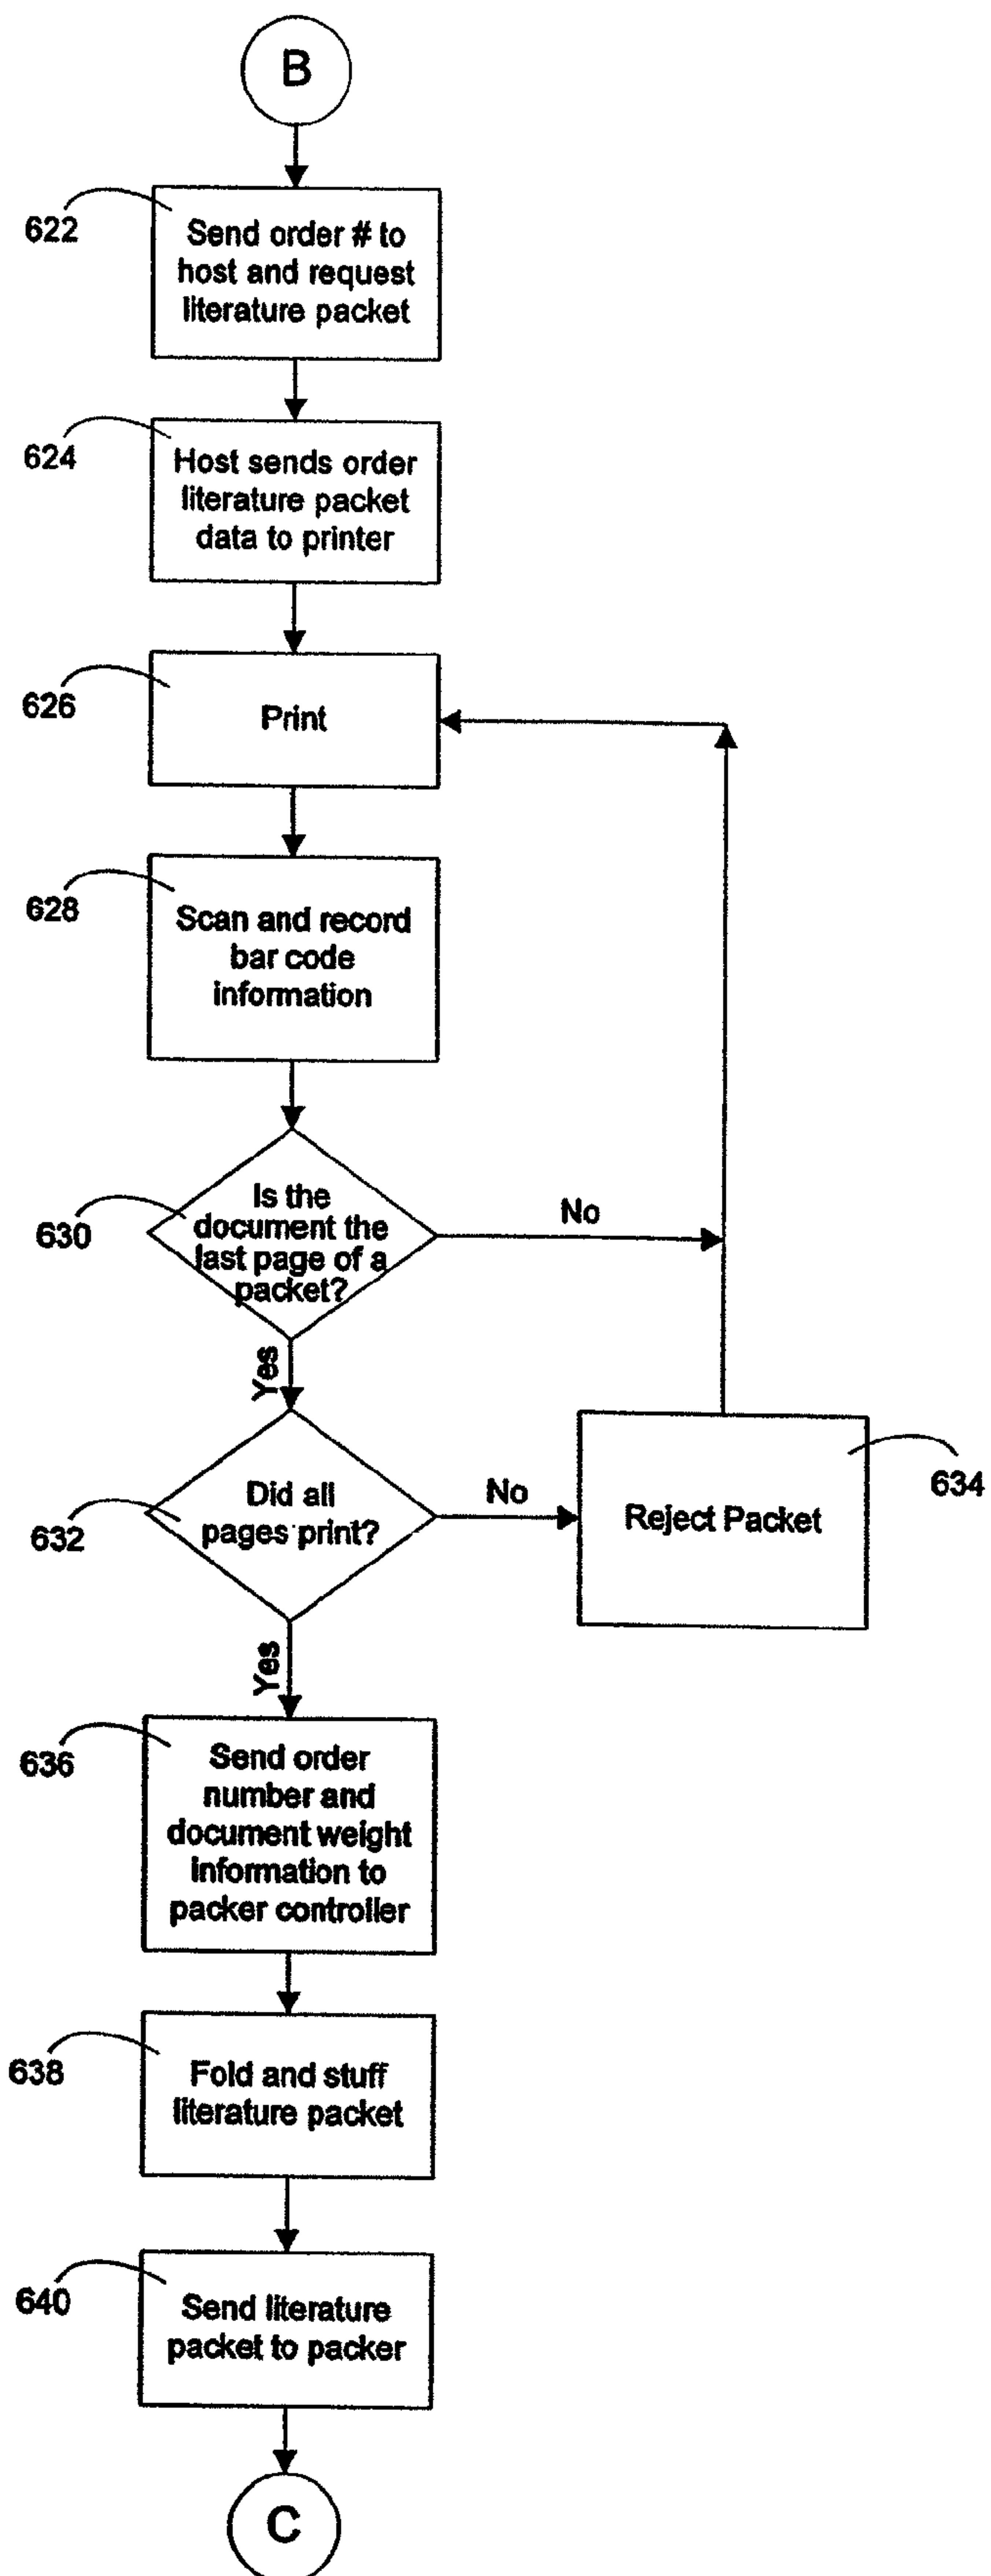 B
622
Send order # to
host and request
literature packet
624
Host sends order
literature packet
data to printer
626
Print
628
Scan and record
bar code
information
630
Is the
document the
last page of a
packet?
No
Yes
632
Did all
pages print?
No
634
Reject Packet
Yes
636
Send order
number and
document weight
information to
packer controller
638
Fold and stuff
literature packet
640
Send literature
packet to packer
C